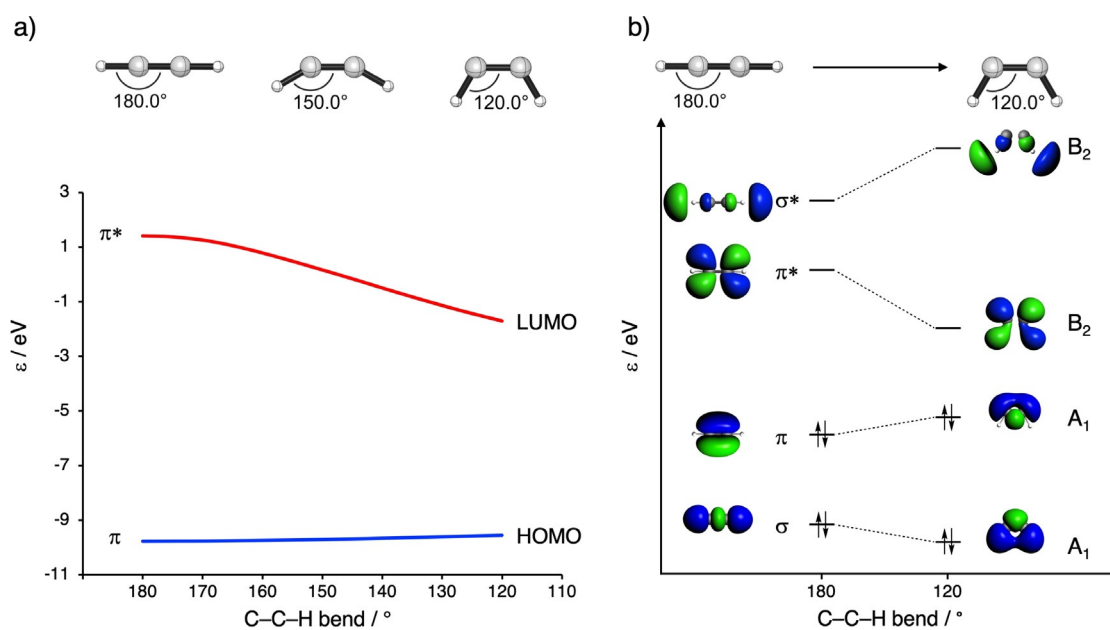 a)
180.0°
150.0°
120.0°
3
1
-1
-3
-5
-7
-9
-11
ε / eV
π*
LUMO
π
HOMO
180 170 160 150 140 130 120 110
C–C–H bend / °
b)
180.0°
120.0°
ε / eV
B₂
σ*
π*
B₂
A₁
π
σ
A₁
180 120
C–C–H bend / °